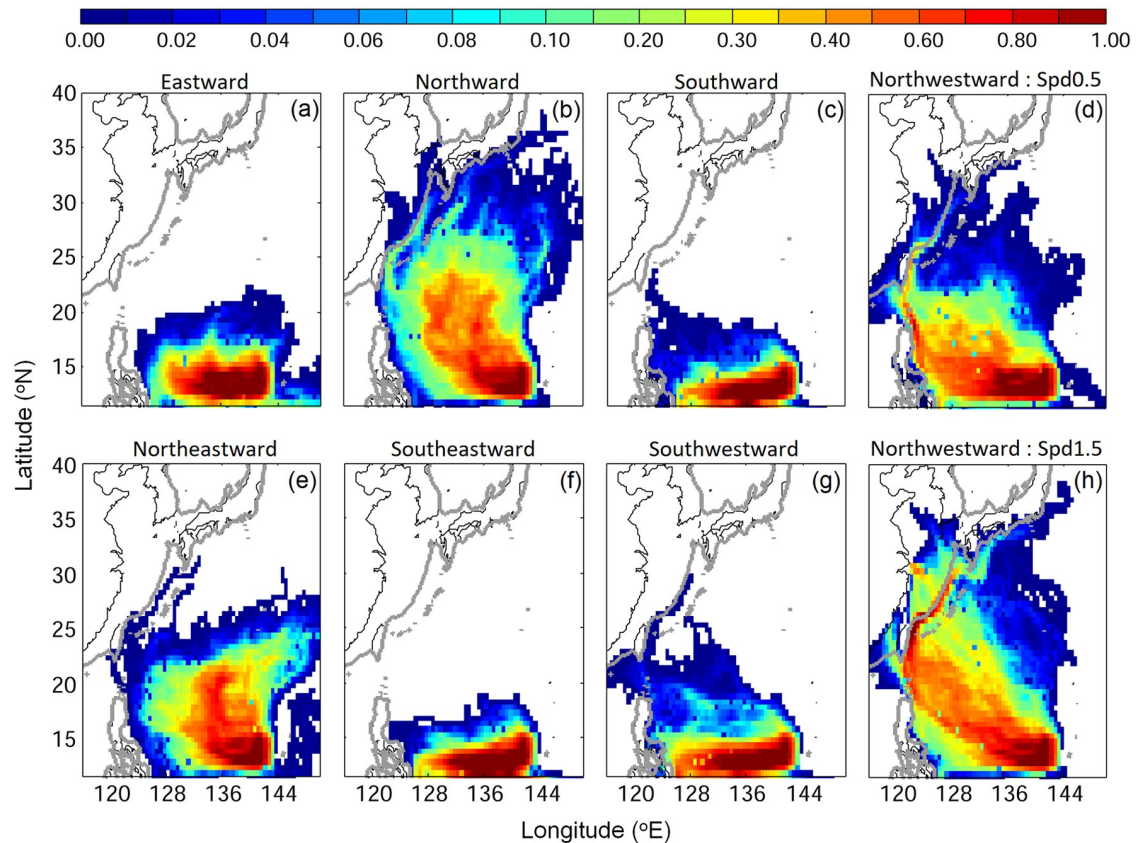 0.00 0.02 0.04 0.06 0.08 0.10 0.20 0.30 0.40 0.60 0.80 1.00
Eastward Northward Southward Northwestward : Spd0.5
40 (a) (b) (c) (d)
35
30
25
20
15
Latitude (°N)
Northeastward Southeastward Southwestward Northwestward : Spd1.5
40 (e) (f) (g) (h)
35
30
25
20
15
120 128 136 144 120 128 136 144 120 128 136 144 120 128 136 144
Longitude (°E)